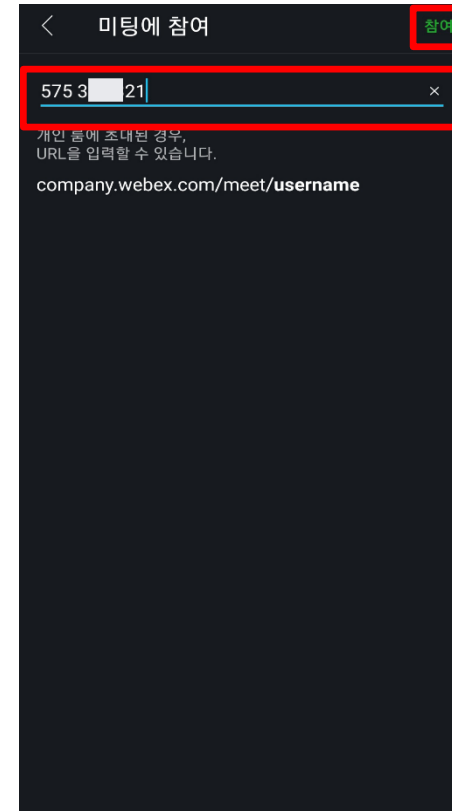 미팅에 참여
참여
575 3 21
개인 룸에 초대된 경우,
URL을 입력할 수 있습니다.
company.webex.com/meet/username